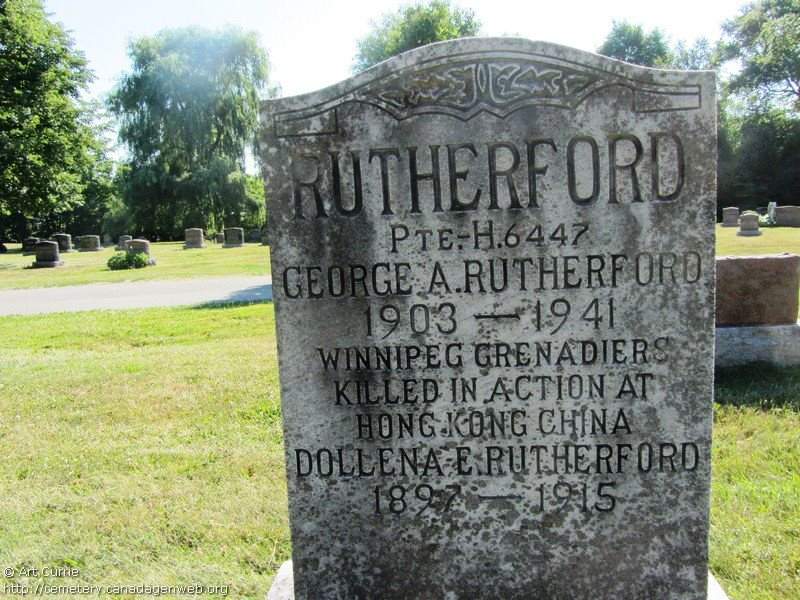 RUTHERFORD
PTE.-H.6447
GEORGE A. RUTHERFORD
1903 — 1941
WINNIPEG GRENADIERS
KILLED IN ACTION AT
HONG KONG CHINA
DOLLENA E. RUTHERFORD
1897 — 1915
© Art Currie
http://cemetery.canadagenweb.org